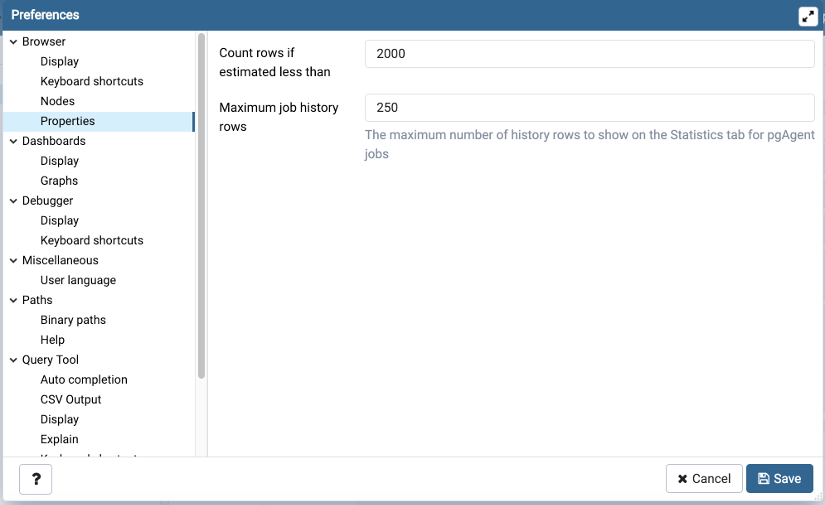 Preferences
Browser
Display
Keyboard shortcuts
Nodes
Properties
Dashboards
Display
Graphs
Debugger
Display
Keyboard shortcuts
Miscellaneous
User language
Paths
Binary paths
Help
Query Tool
Auto completion
CSV Output
Display
Explain
Count rows if
estimated less than
2000
Maximum job history
rows
250
The maximum number of history rows to show on the Statistics tab for pgAgent
jobs
?
Cancel
Save